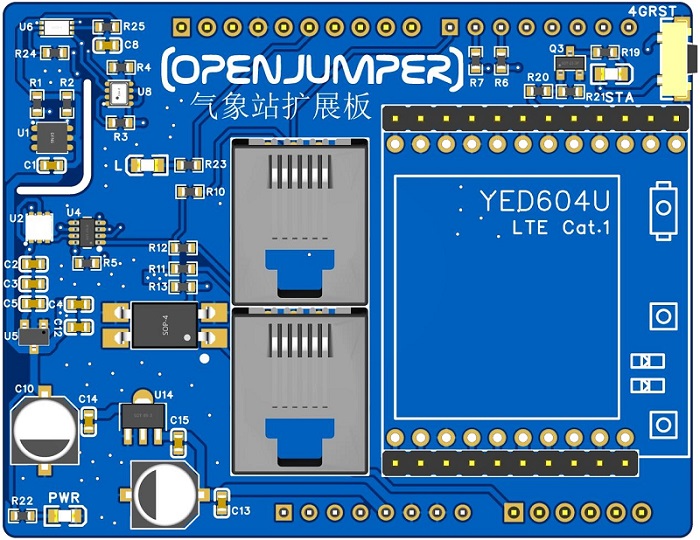 4GRST
U6
R25
R24
C8
OPENJUMPER
Q3
R19
R4
R7
R6
R20
R21
STA
R1
R2
U8
气象站扩展板
U1
R3
C1
L
R23
R10
YED604U
LTE Cat.1
U2
U4
R12
C2
R5
R11
C3
R13
C5
C4
C12
U5
SOP-4
C10
U14
C14
C15
R22
PWR
C13